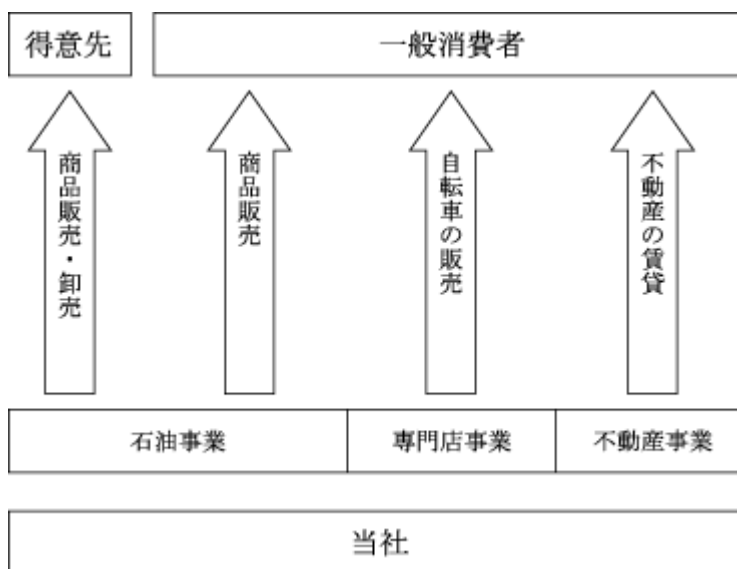 得意先
一般消費者
商品販売・卸売
商品販売
自転車の販売
不動産の賃貸
石油事業
専門店事業
不動産事業
当社